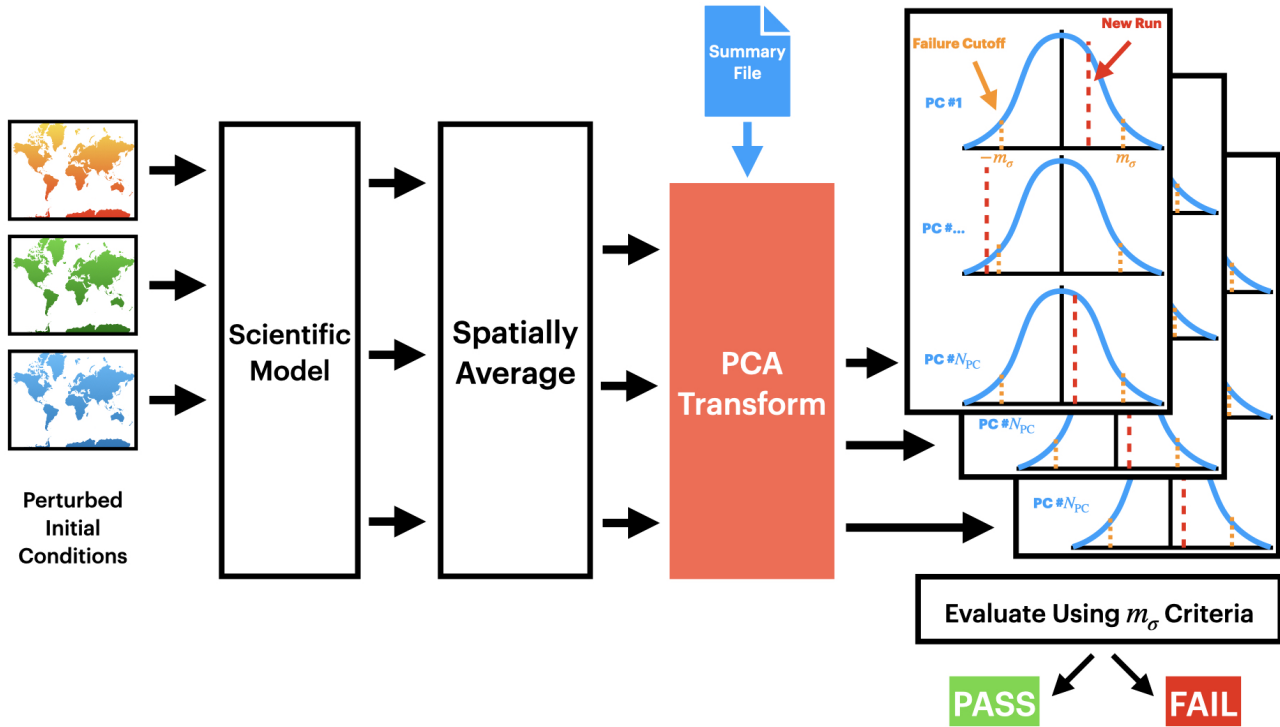 Summary
File
Failure Cutoff
New Run
PC #1
−mσ
mσ
PC #...
PC #NPC
PC #NPC
PC #NPC
Scientific
Model
Spatially
Average
PCA
Transform
Perturbed
Initial
Conditions
Evaluate Using mσ Criteria
PASS
FAIL